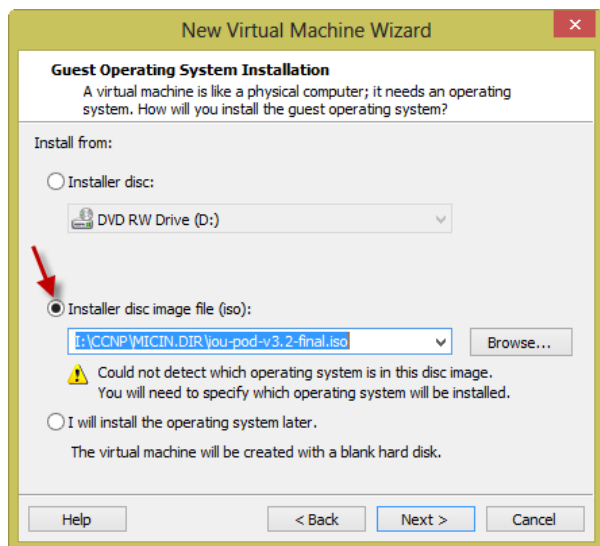 New Virtual Machine Wizard
Guest Operating System Installation
A virtual machine is like a physical computer; it needs an operating
system. How will you install the guest operating system?
Install from:
Installer disc:
DVD RW Drive (D:)
Installer disc image file (iso):
I:\CCNP\MICIN.DIR\iou-pod-v3.2-final.iso
Browse...
Could not detect which operating system is in this disc image.
You will need to specify which operating system will be installed.
I will install the operating system later.
The virtual machine will be created with a blank hard disk.
Help < Back Next > Cancel